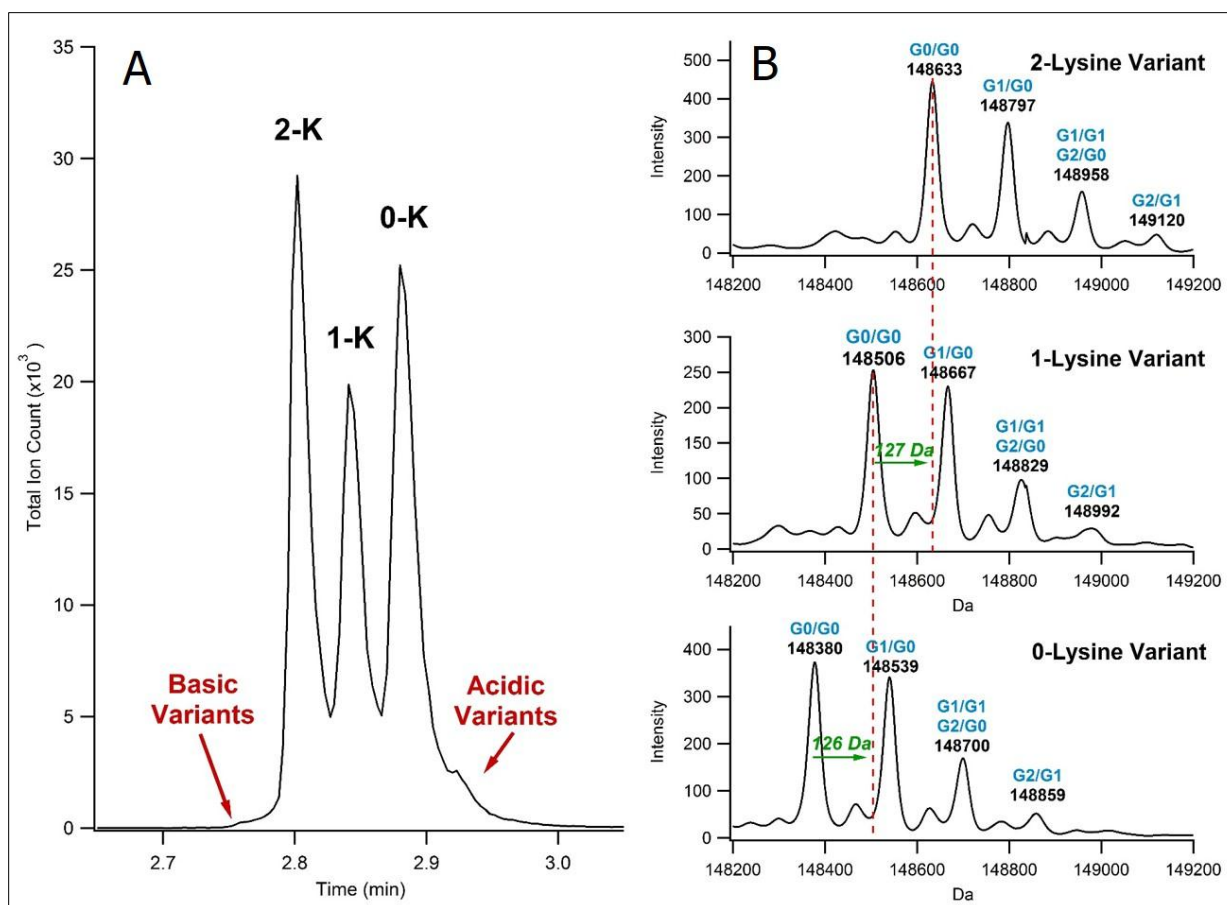 A
35
30
25
20
15
10
5
0
Total Ion Count (x10³)
2-K
1-K
0-K
Basic
Variants
Acidic
Variants
2.7
2.8
2.9
3.0
Time (min)
B
2-Lysine Variant
500
400
300
200
100
0
Intensity
G0/G0
148633
G1/G0
148797
G1/G1
G2/G0
148958
G2/G1
149120
148200
148400
148600
148800
149000
149200
1-Lysine Variant
300
250
200
150
100
50
0
Intensity
G0/G0
148506
G1/G0
148667
127 Da
G1/G1
G2/G0
148829
G2/G1
148992
148200
148400
148600
148800
149000
149200
Da
0-Lysine Variant
400
300
200
100
0
Intensity
G0/G0
148380
G1/G0
148539
126 Da
G1/G1
G2/G0
148700
G2/G1
148859
148200
148400
148600
148800
149000
149200
Da